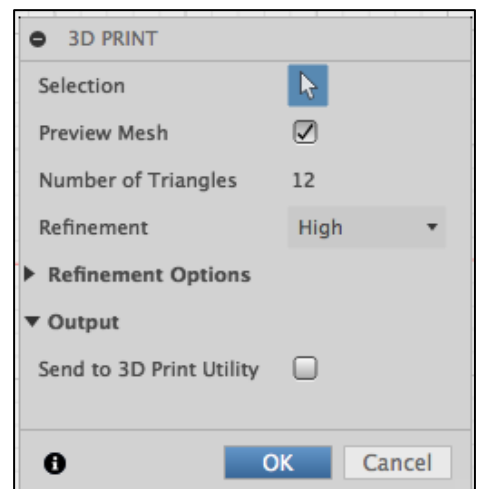 3D PRINT
Selection
Preview Mesh
Number of Triangles 12
Refinement High
Refinement Options
Output
Send to 3D Print Utility
OK Cancel